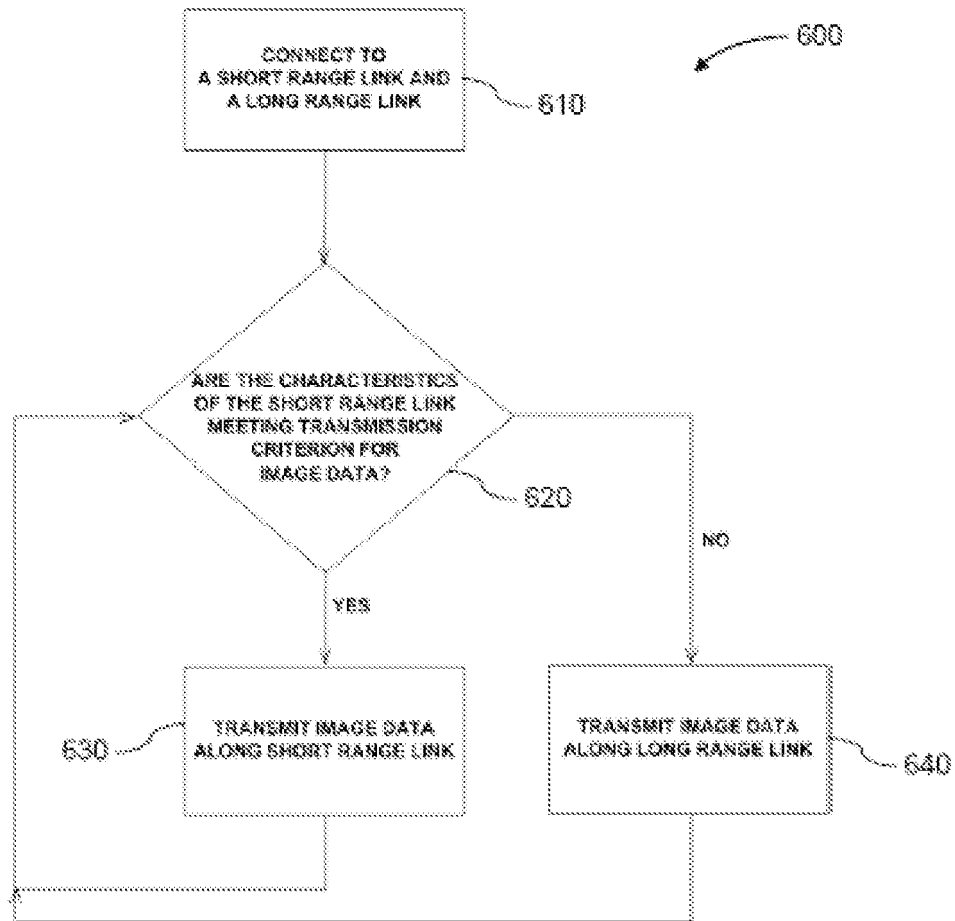 600
CONNECT TO
A SHORT RANGE LINK AND
A LONG RANGE LINK
610
ARE THE CHARACTERISTICS
OF THE SHORT RANGE LINK
MEETING TRANSMISSION
CRITERION FOR
IMAGE DATA?
620
NO
YES
TRANSMIT IMAGE DATA
ALONG SHORT RANGE LINK
630
TRANSMIT IMAGE DATA
ALONG LONG RANGE LINK
640